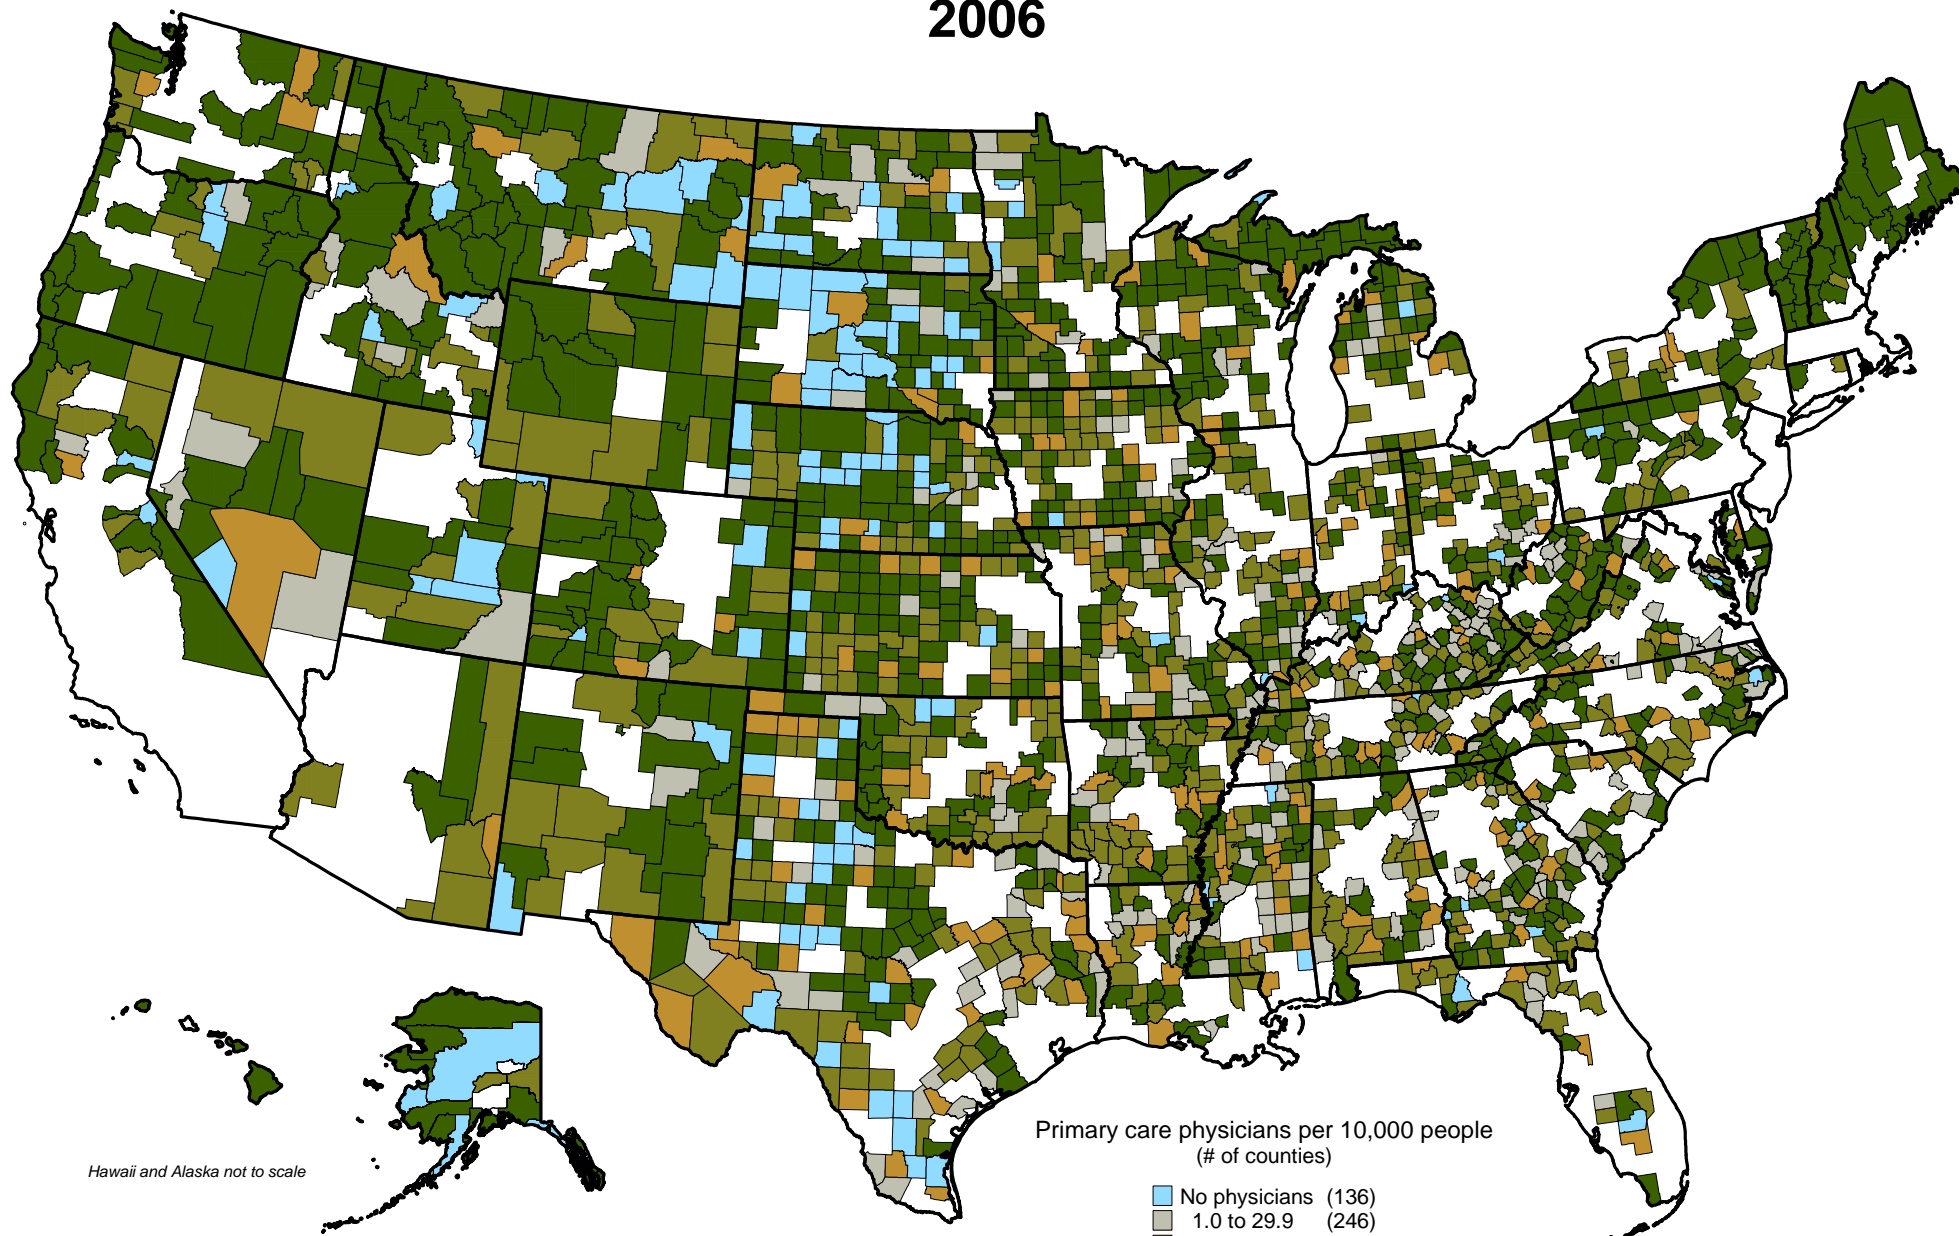 2006
Primary care physicians per 10,000 people
(# of counties)
Hawaii and Alaska not to scale
No physicians (136)
1.0 to 29.9 (246)